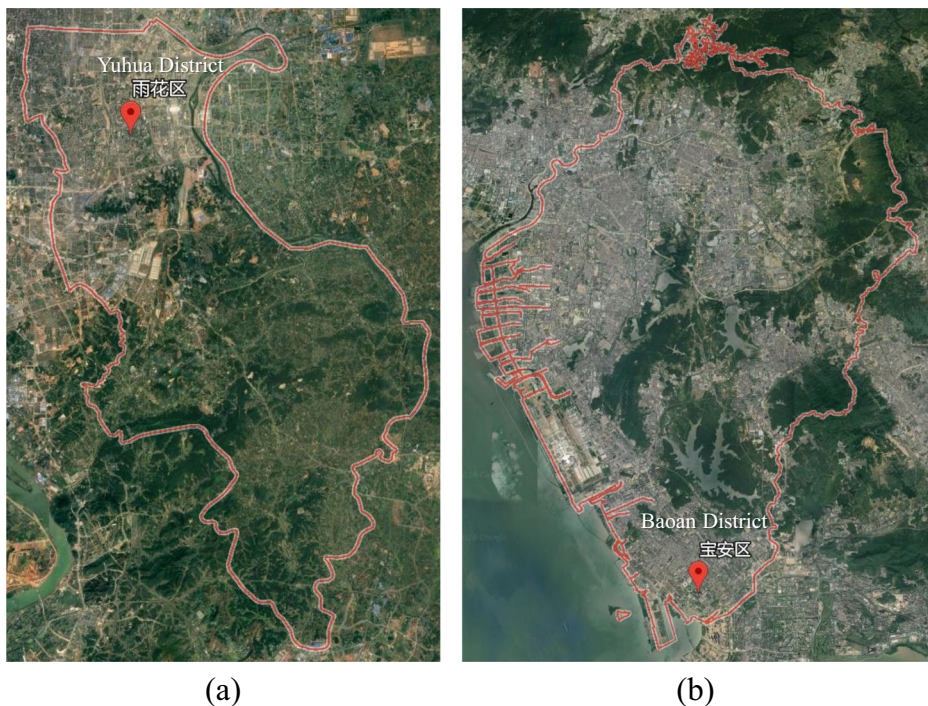 Yuhua District
雨花区
Baoan District
宝安区
(a)
(b)